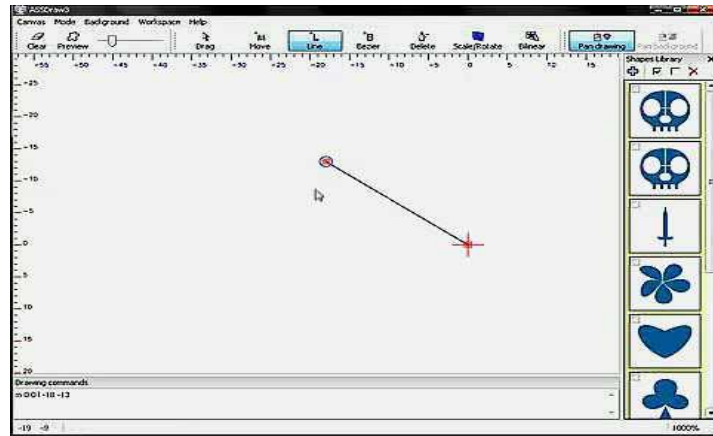 ASSDraw3
Canvas Mode Background Workspace Help
Clear Preview Drag Move Line Bezier Delete Scale/Rotate Bilinear Pan drawing Pan background
L B
-55 -50 -45 -40 -35 -30 -25 -20 -15 -10 -5 0 5 10 15
Shapes Library
-25
-20
-15
-10
-5
0
5
10
15
20
Drawing commands
m 0 0 l -18 -13
-19 -9
1000%